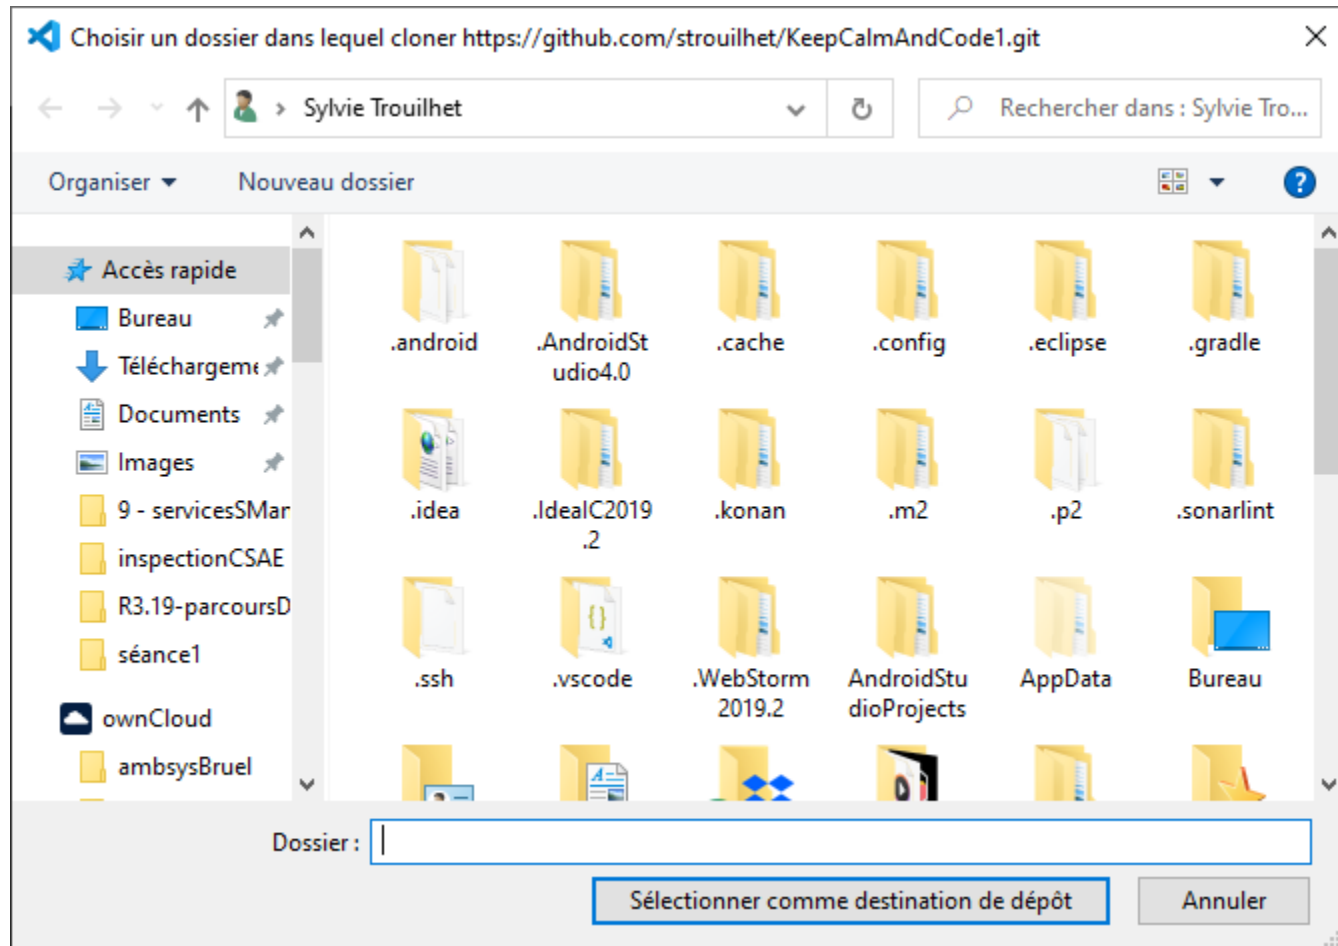 Choisir un dossier dans lequel cloner https://github.com/strouilhet/KeepCalmAndCode1.git
Sylvie Trouilhet
Rechercher dans : Sylvie Tro...
Organiser
Nouveau dossier
Accès rapide
Bureau
Téléchargeme
Documents
Images
9 - servicesSMar
inspectionCSAE
R3.19-parcoursD
séance1
ownCloud
ambsysBruel
.android
.AndroidSt
udio4.0
.cache
.config
.eclipse
.gradle
.idea
.IdealC2019
.2
.konan
.m2
.p2
.sonarlint
.ssh
.vscode
.WebStorm
2019.2
AndroidStu
dioProjects
AppData
Bureau
Dossier :
Sélectionner comme destination de dépôt
Annuler